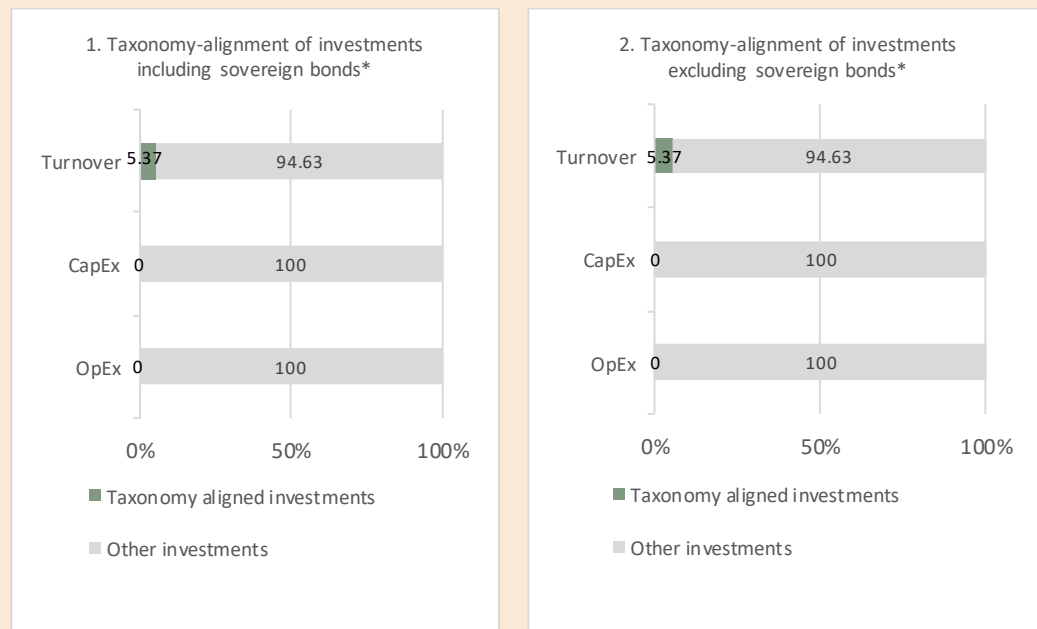 1. Taxonomy-alignment of investments
including sovereign bonds*
Turnover 5.37 94.63
CapEx 0 100
OpEx 0 100
0% 50% 100%
Taxonomy aligned investments
Other investments
2. Taxonomy-alignment of investments
excluding sovereign bonds*
Turnover 5.37 94.63
CapEx 0 100
OpEx 0 100
0% 50% 100%
Taxonomy aligned investments
Other investments